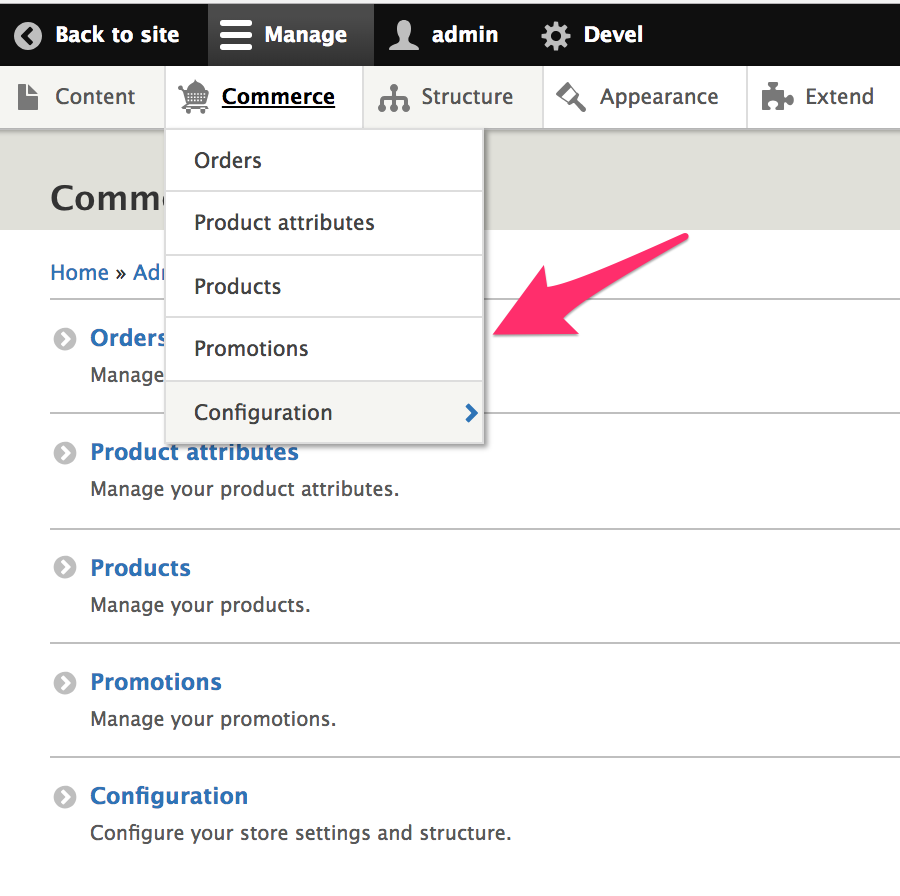 Back to site Manage admin Devel
Content Commerce Structure Appearance Extend
Orders
Product attributes
Products
Promotions
Configuration
Home »
Orders
Manage
Product attributes
Manage your product attributes.
Products
Manage your products.
Promotions
Manage your promotions.
Configuration
Configure your store settings and structure.